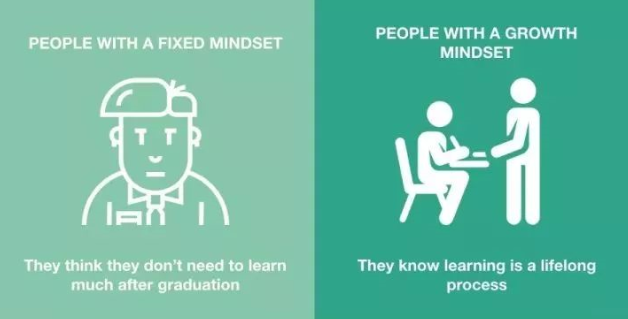 PEOPLE WITH A FIXED MINDSET
They think they don't need to learn
much after graduation
PEOPLE WITH A GROWTH
MINDSET
They know learning is a lifelong
process